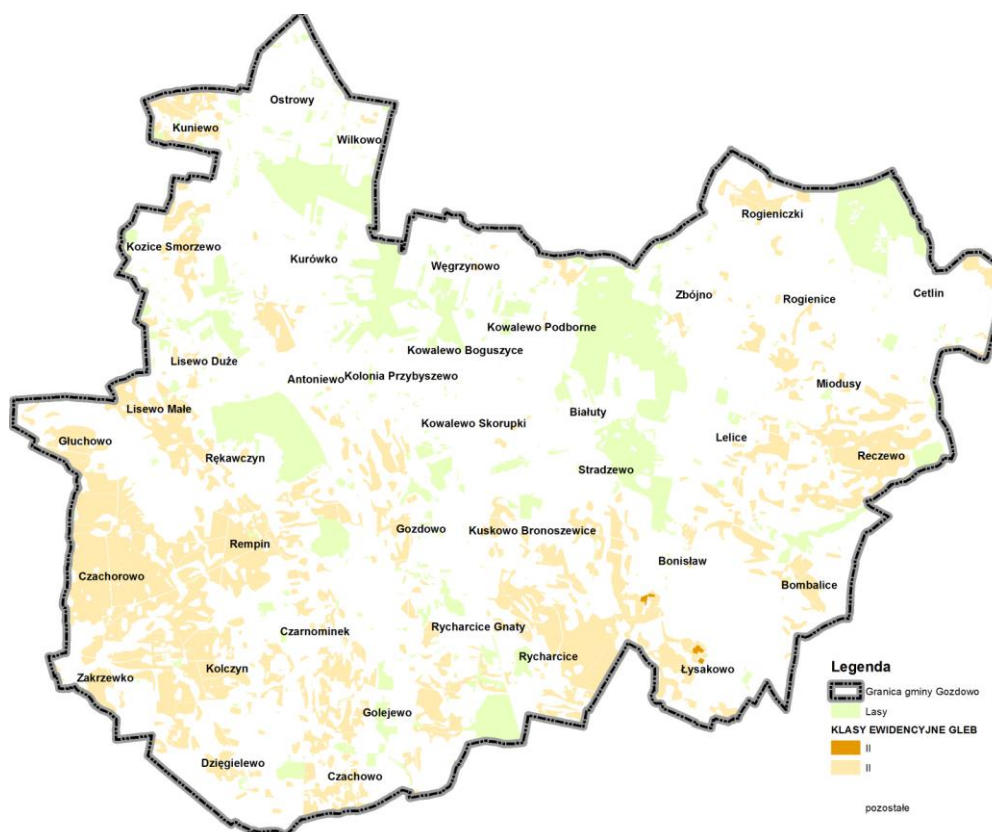 Ostrowy
Kuniewo
Wilkowo
Rogieniczki
Kozice Smorzewo
Kurówko
Węgrzynowo
Zbójno
Rogienice
Cetlin
Kowalewo Podborne
Kowalewo Boguszyce
Lisewo Duże
Antoniewo
Kolonia Przybyszewo
Miodusy
Lisewo Małe
Białuty
Kowalewo Skorupki
Głuchowo
Lelice
Rękawczyn
Reczewo
Stradzewo
Gozdowo
Kuskowo Bronoszewice
Rempin
Bonisław
Czachorowo
Bombalice
Czarnominek
Rycharcice Gnaty
Rycharcice
Kolczyn
Łysakowo
Zakrzewko
Golejewo
Dzięgielewo
Czachowo
Legenda
Granica gminy Gozdowo
Lasy
KLASY EWIDENCYJNE GLEB
II
II
pozostałe